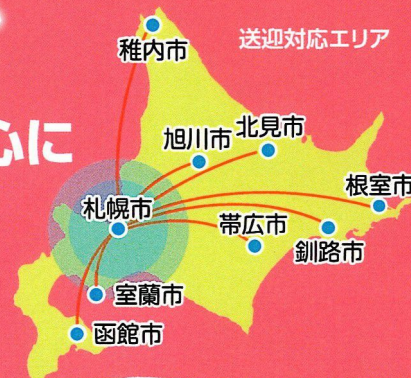 送迎対応エリア
稚内市
心に
旭川市
北見市
根室市
札幌市
帯広市
釧路市
室蘭市
函館市